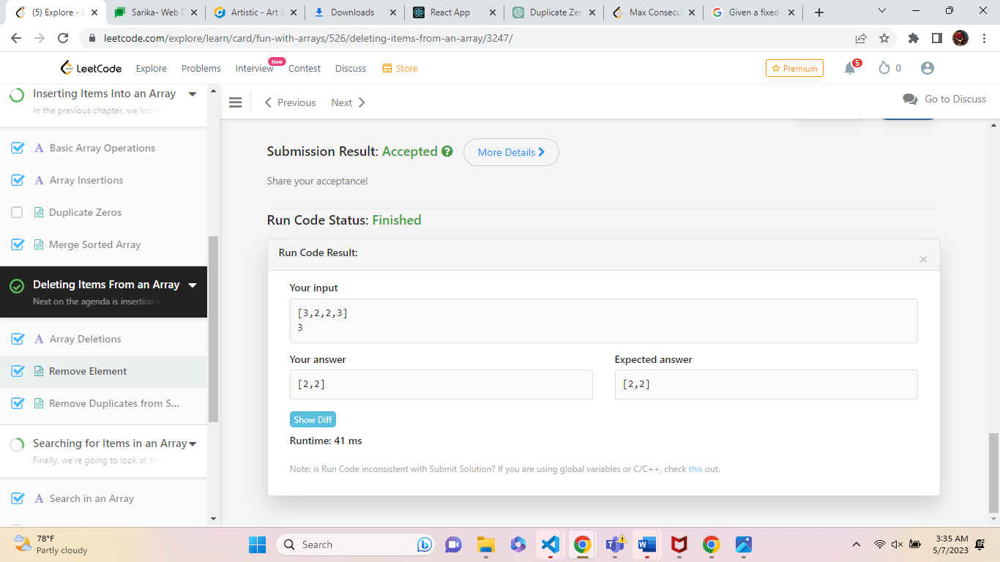 (5) Explore - L
Sarika- Web D
Artistic - Art &
Downloads
React App
Duplicate Zer
Max Consecu
Given a fixed-
leetcode.com/explore/learn/card/fun-with-arrays/526/deleting-items-from-an-array/3247/
LeetCode
Explore
Problems
Interview
New
Contest
Discuss
Store
Premium
5
0
Inserting Items Into an Array
In the previous chapter, we looke
Previous
Next
Go to Discuss
Basic Array Operations
Array Insertions
Duplicate Zeros
Merge Sorted Array
Deleting Items From an Array
Next on the agenda is insertion's
Array Deletions
Remove Element
Remove Duplicates from S...
Searching for Items in an Array
Finally, we're going to look at the
Search in an Array
Submission Result: Accepted
More Details
Share your acceptance!
Run Code Status: Finished
Run Code Result:
×
Your input
[3,2,2,3]
3
Your answer
[2,2]
Expected answer
[2,2]
Show Diff
Runtime: 41 ms
Note: is Run Code inconsistent with Submit Solution? If you are using global variables or C/C++, check this out.
78°F
Partly cloudy
Search
3:35 AM
5/7/2023